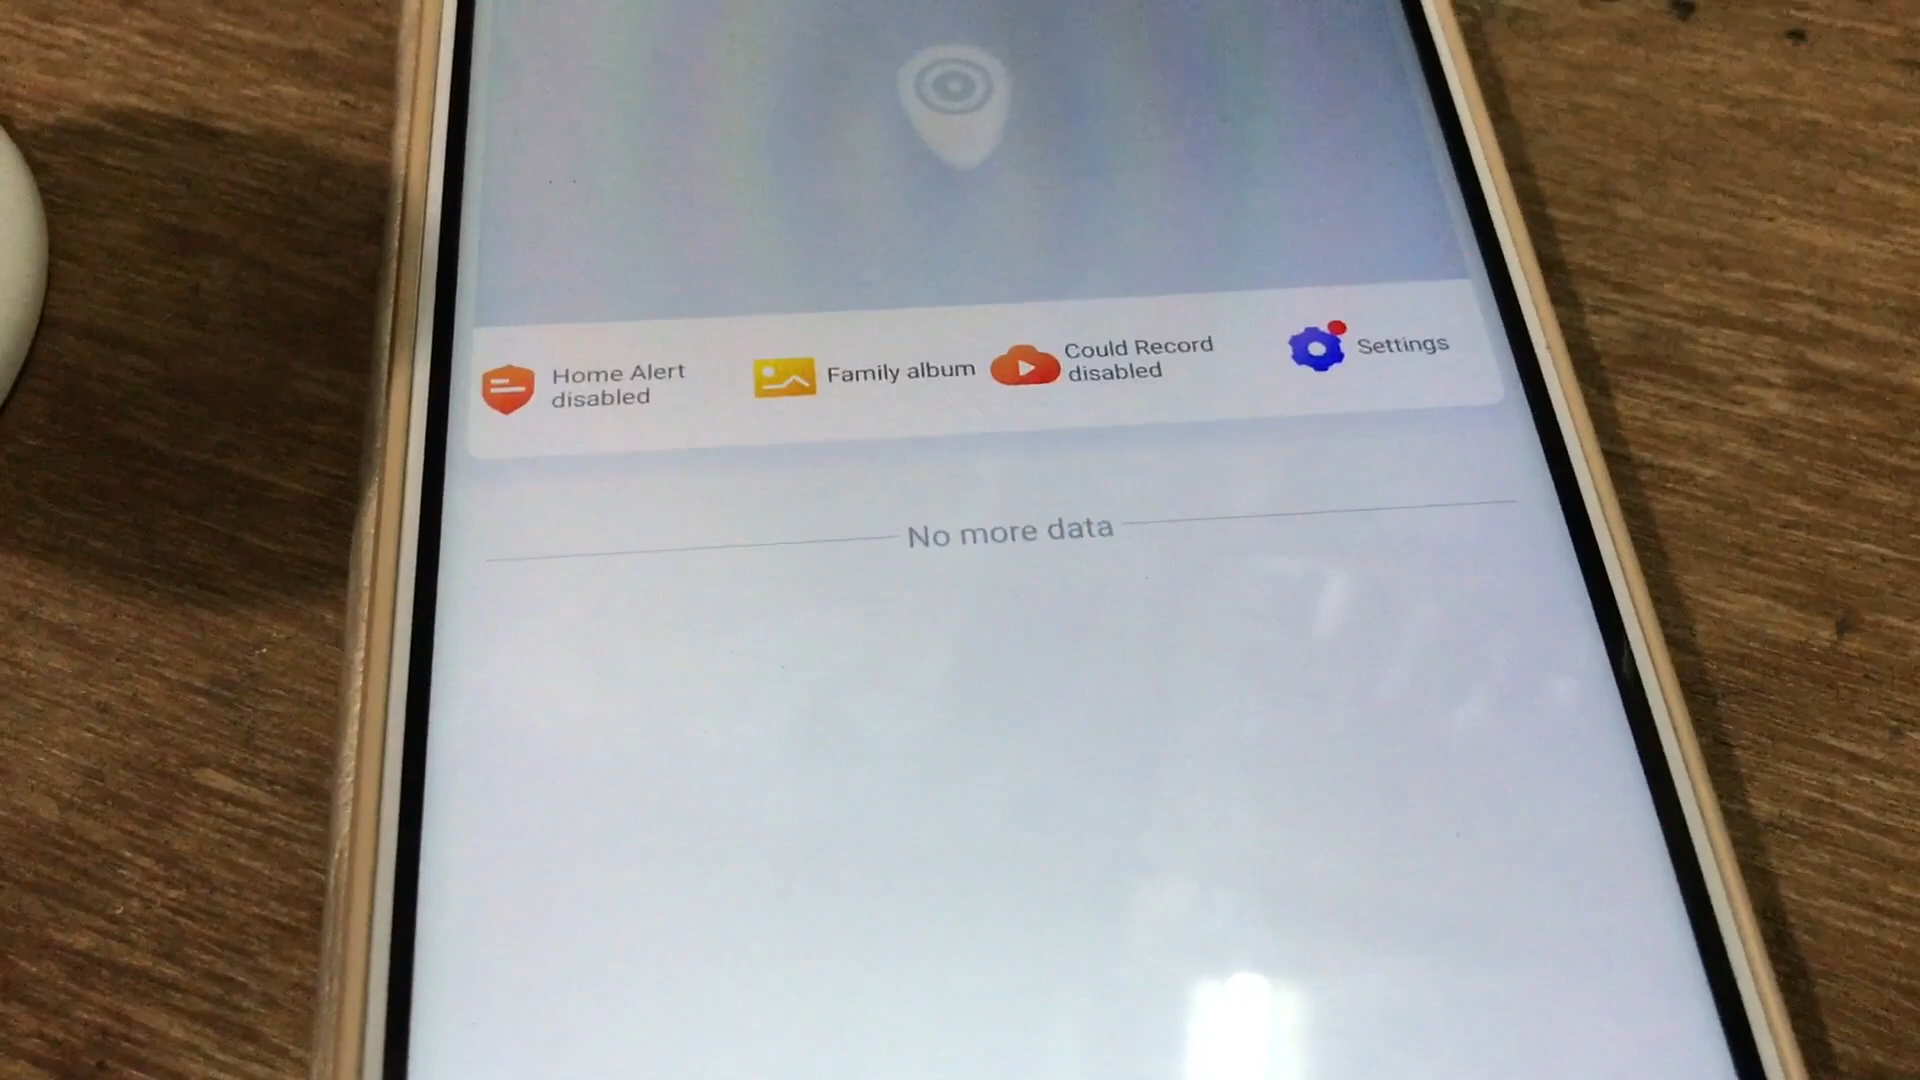 Home Alert
disabled
Family album
Could Record
disabled
Settings
No more data